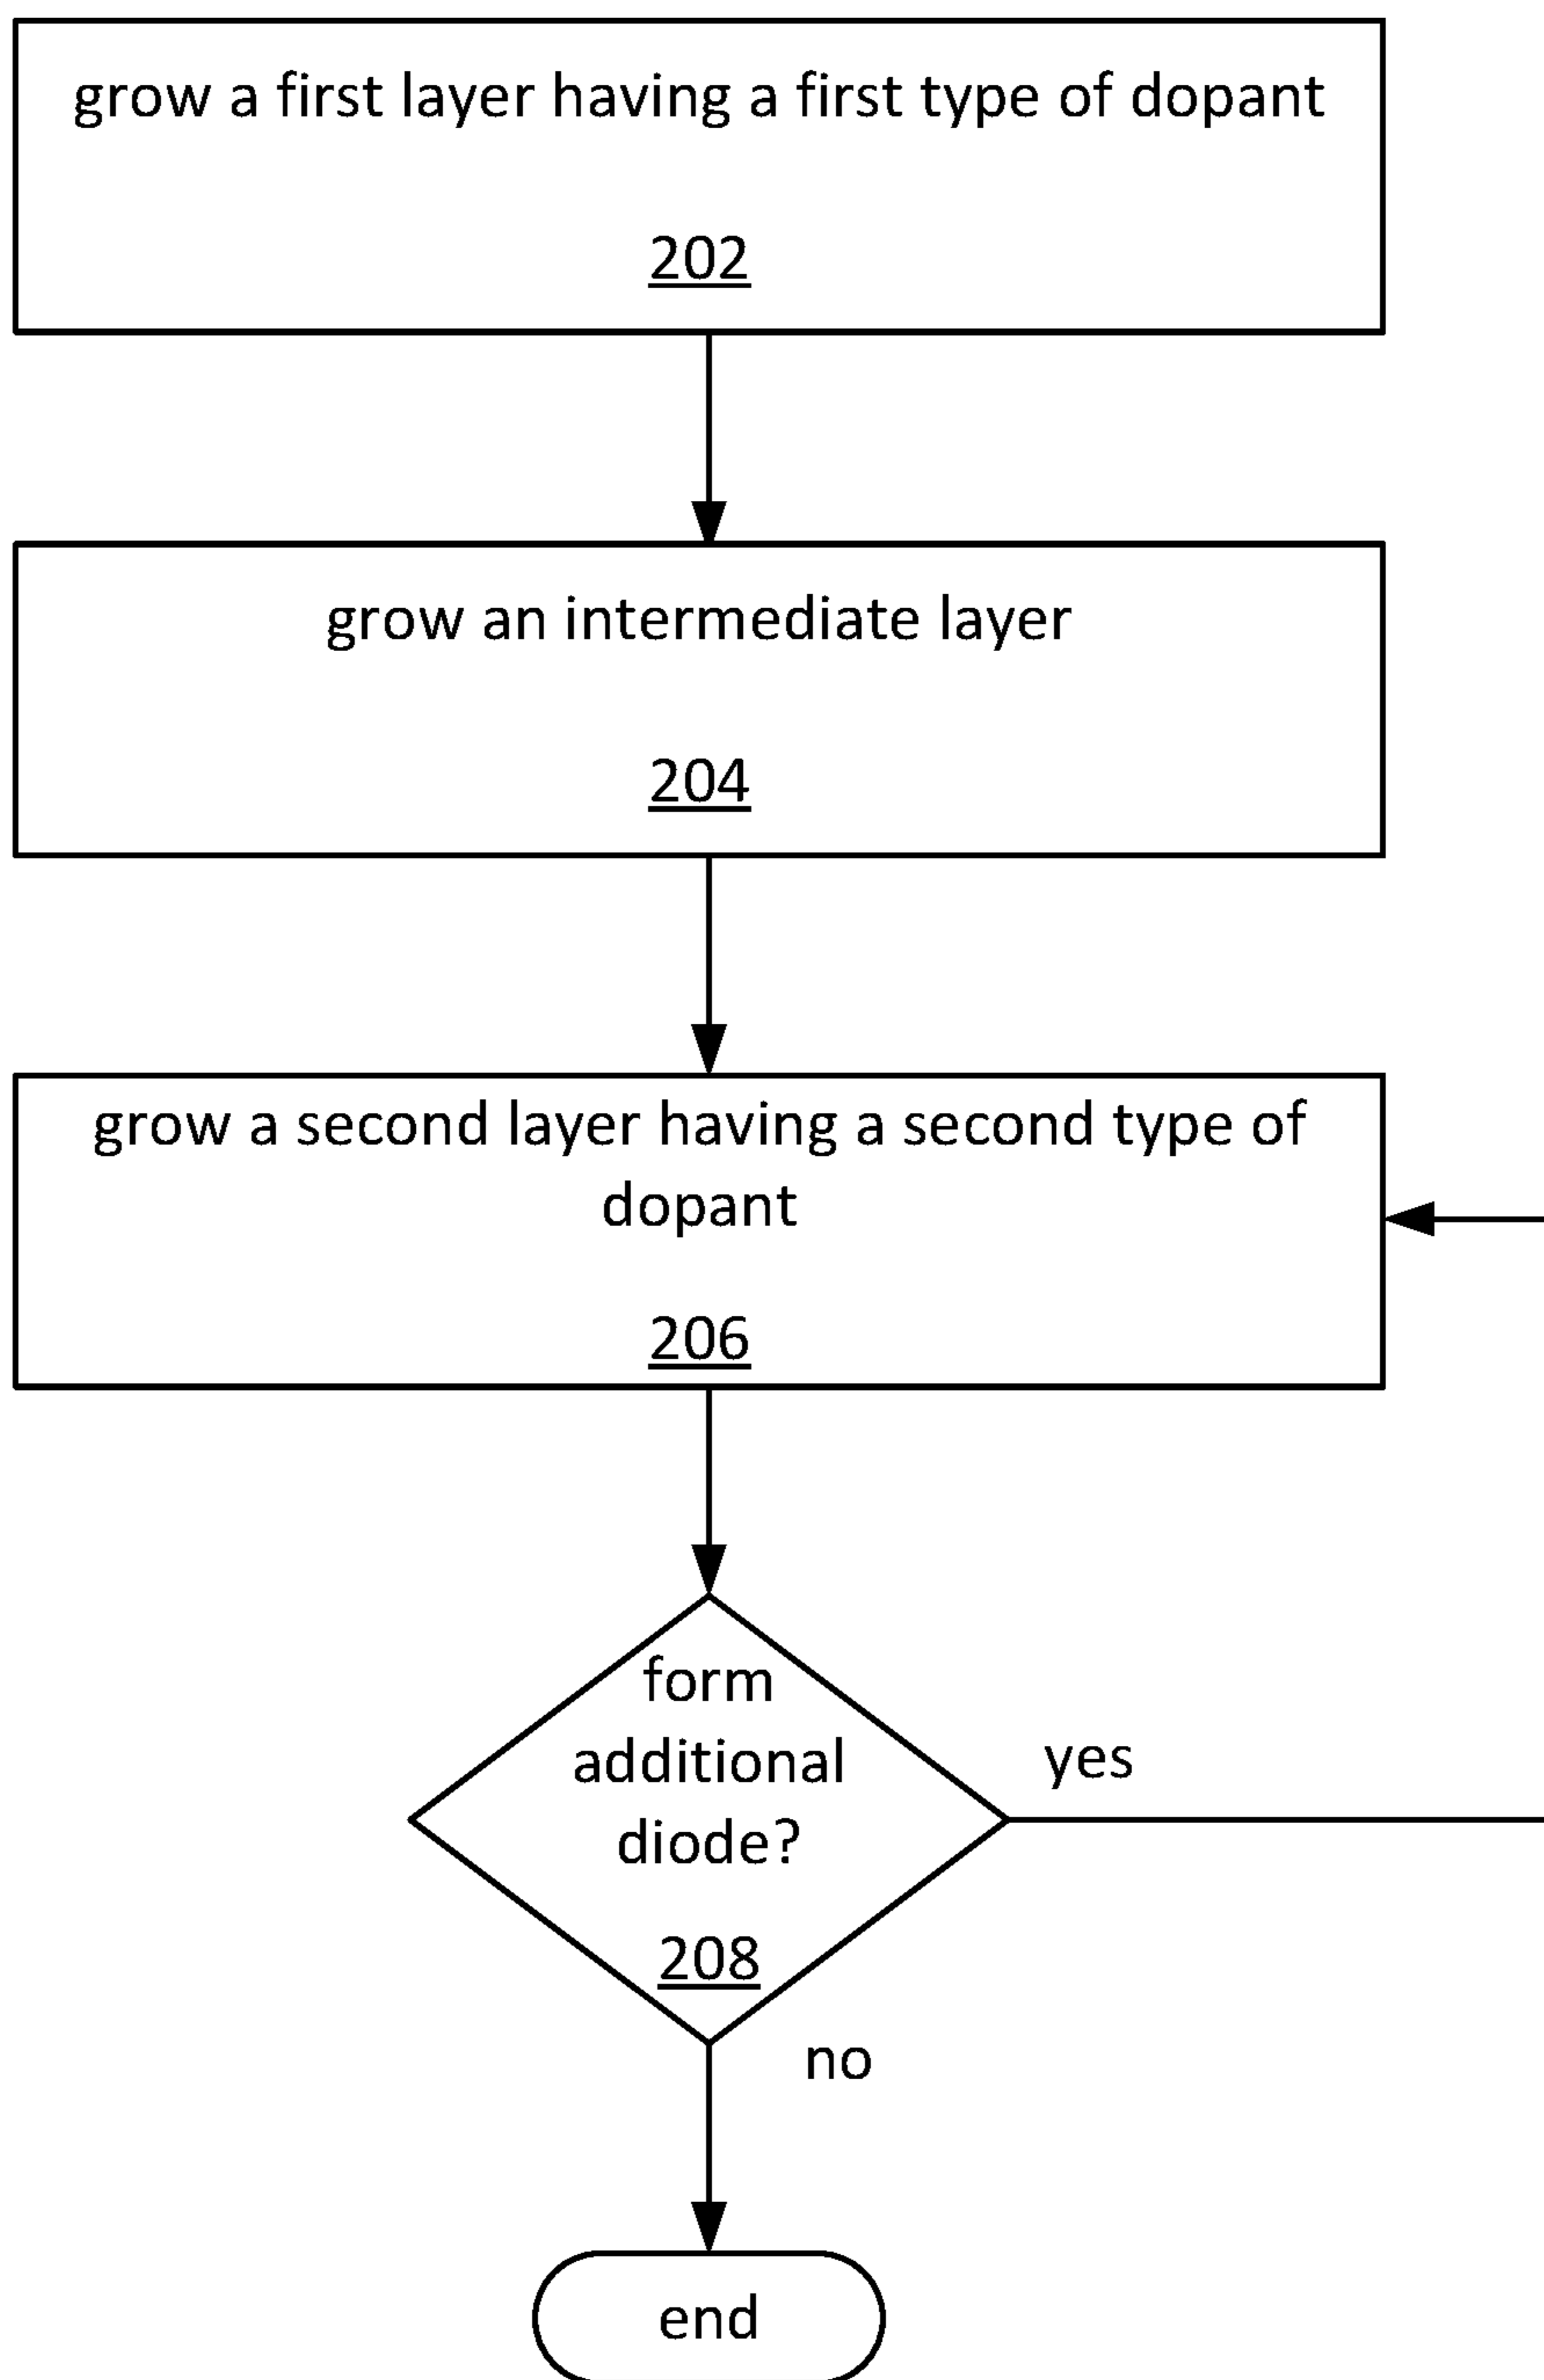 grow a first layer having a first type of dopant
202
grow an intermediate layer
204
grow a second layer having a second type of
dopant
206
form
additional
diode?
208
yes
no
end